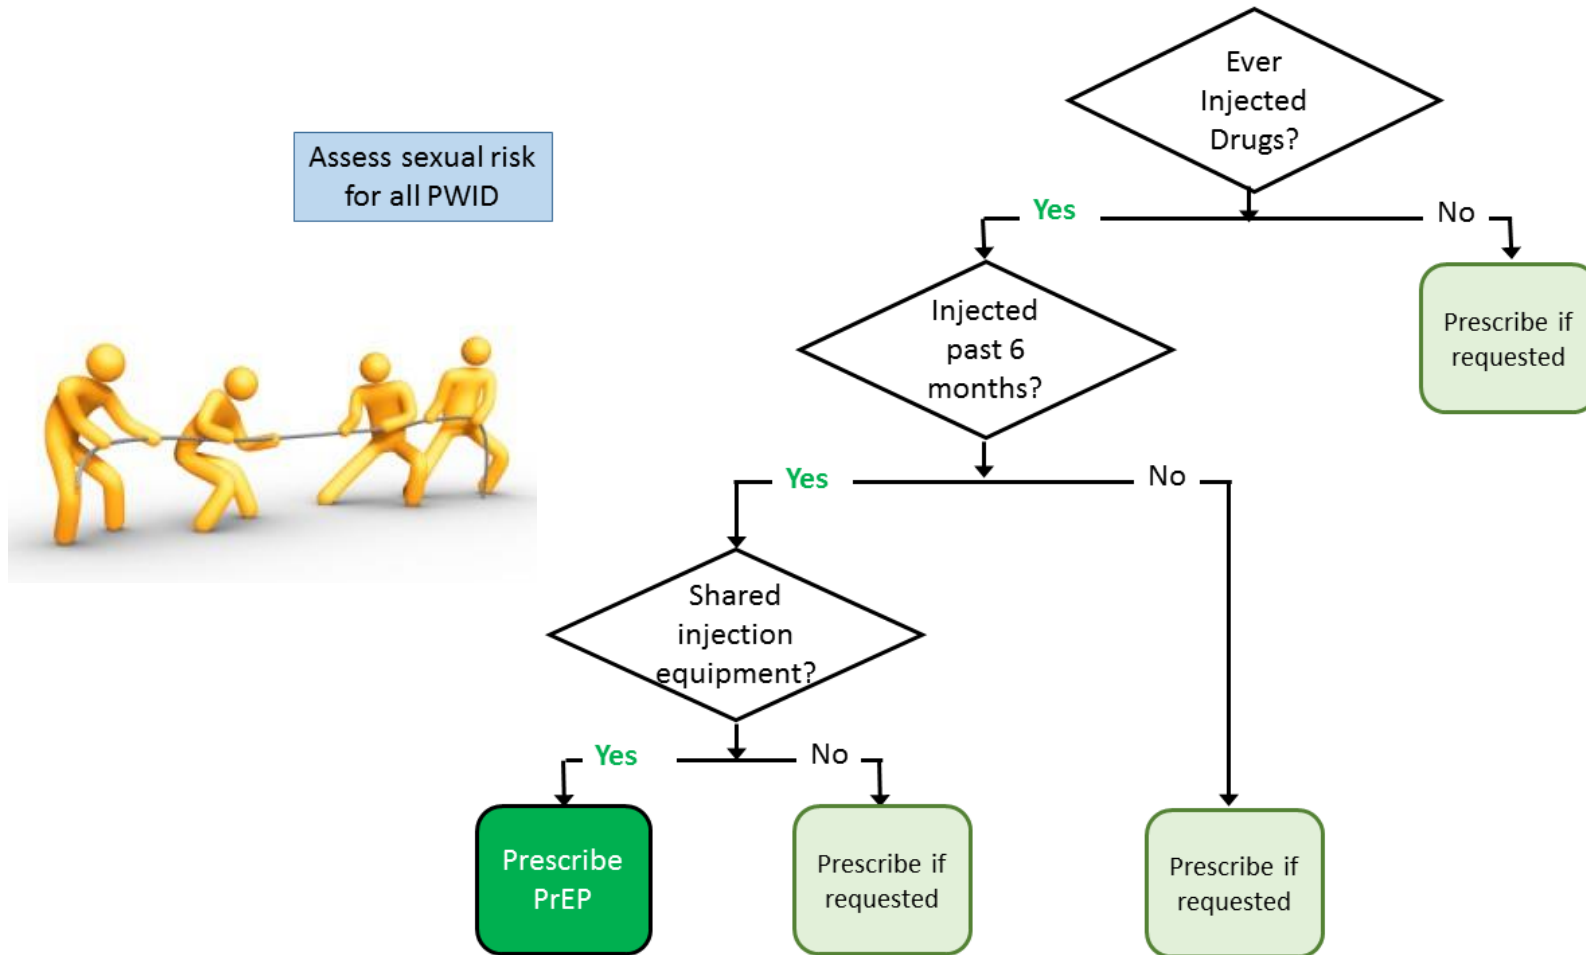 Ever
Injected
Drugs?
Assess sexual risk
for all PWID
Yes
No
Injected
past 6
months?
Prescribe if
requested
Yes
No
Shared
injection
equipment?
Yes
No
Prescribe
PrEP
Prescribe if
requested
Prescribe if
requested